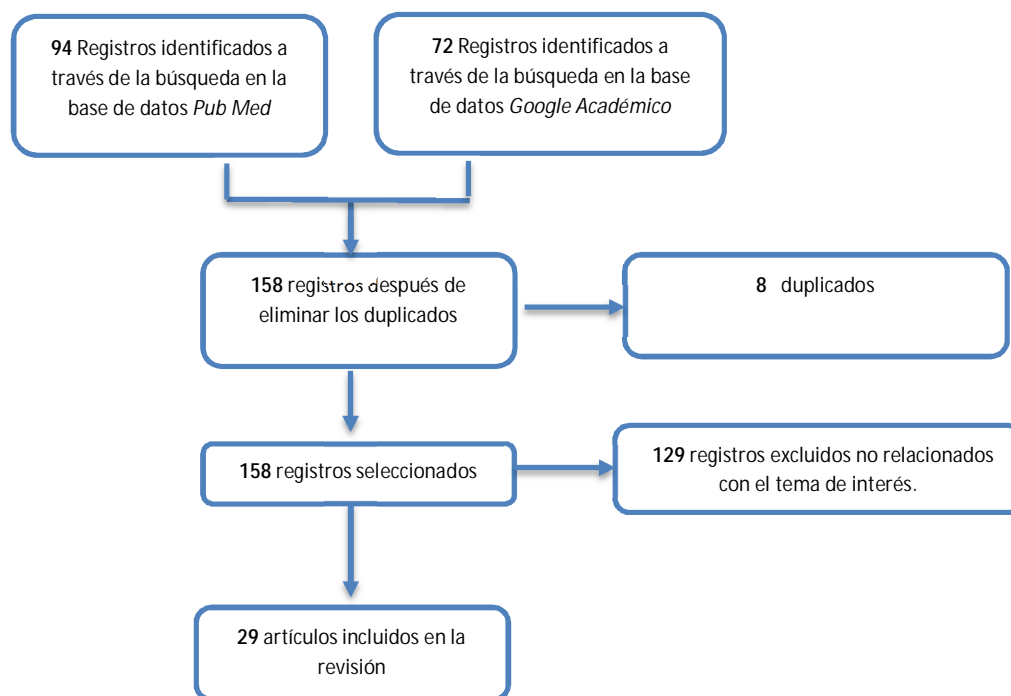 94 Registros identificados a
través de la búsqueda en la
base de datos Pub Med
72 Registros identificados a
través de la búsqueda en la base
de datos Google Académico
158 registros después de
eliminar los duplicados
8 duplicados
158 registros seleccionados
129 registros excluidos no relacionados
con el tema de interés.
29 artículos incluidos en la
revisión